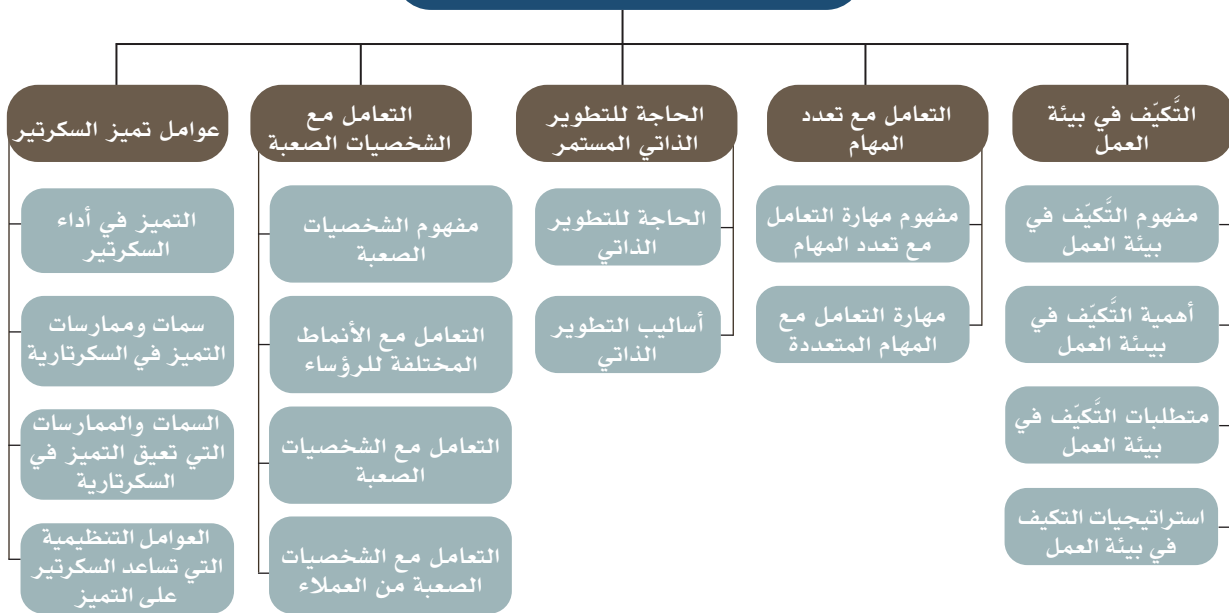 التَّكيّف في بيئة
العمل
مفهوم التَّكيّف في
بيئة العمل
أهمية التَّكيّف في
بيىئة العمل
متطلبات التَّكيّف في
بيئة العمل
استراتيجيات التكيف
في بيئة العمل
التعامل مع تعدد
المهام
مفهوم مهارة التعامل
مع تعدد المهام
مهارة التعامل مع
المهام المتعددة
الحاجة للتطوير
الذاتي المستمر
الحاجة للتطوير
الذاتي
أساليب التطوير
الذاتي
التعامل مع
الشخصيات الصعبة
مفهوم الشخصيات
الصعبة
التعامل مع الأنماط
المختلفة للرؤساء
التعامل مع الشخصيات
الصعبة
التعامل مع الشخصيات
الصعبة من العملاء
عوامل تميز السكرتير
التميز في أداء
السكرتير
سمات وممارسات
التميز في السكرتارية
السمات والممارسات
التي تعيق التميز في
السكرتارية
العوامل التنظيمية
التي تساعد السكرتير
على التميز